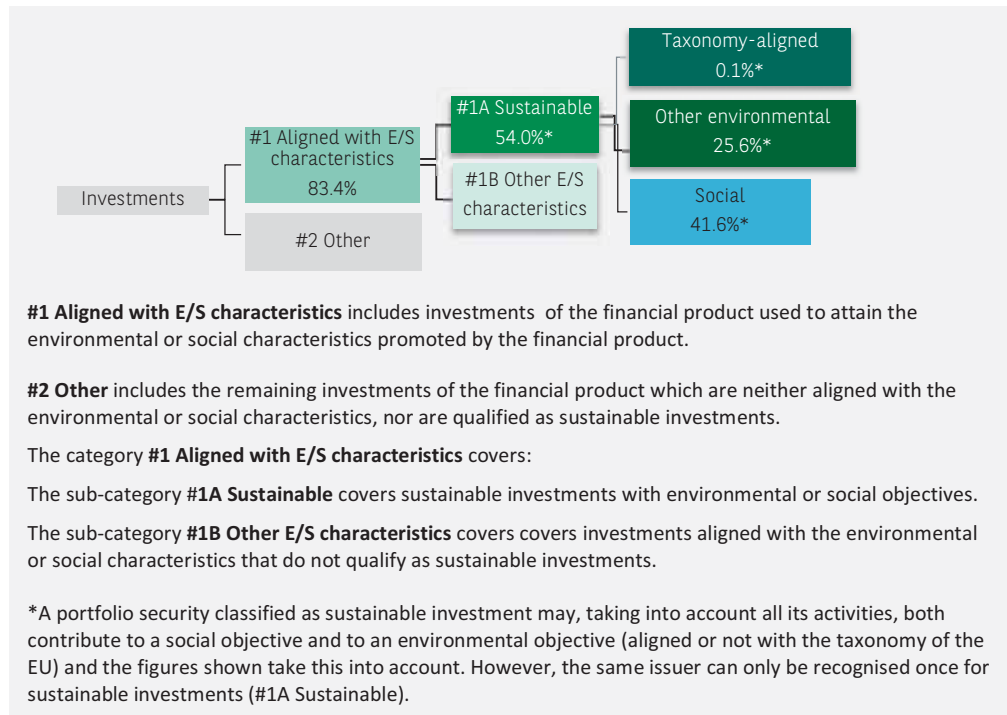 Taxonomy-aligned
0.1%*
#1A Sustainable
54.0%*
Other environmental
25.6%*
#1 Aligned with E/S
characteristics
83.4%
#1B Other E/S
characteristics
Investments
Social
41.6%*
#2 Other
#1 Aligned with E/S characteristics includes investments of the financial product used to attain the
environmental or social characteristics promoted by the financial product.
#2 Other includes the remaining investments of the financial product which are neither aligned with the
environmental or social characteristics, nor are qualified as sustainable investments.
The category #1 Aligned with E/S characteristics covers:
The sub-category #1A Sustainable covers sustainable investments with environmental or social objectives.
The sub-category #1B Other E/S characteristics covers covers investments aligned with the environmental
or social characteristics that do not qualify as sustainable investments.
*A portfolio security classified as sustainable investment may, taking into account all its activities, both
contribute to a social objective and to an environmental objective (aligned or not with the taxonomy of the
EU) and the figures shown take this into account. However, the same issuer can only be recognised once for
sustainable investments (#1A Sustainable).